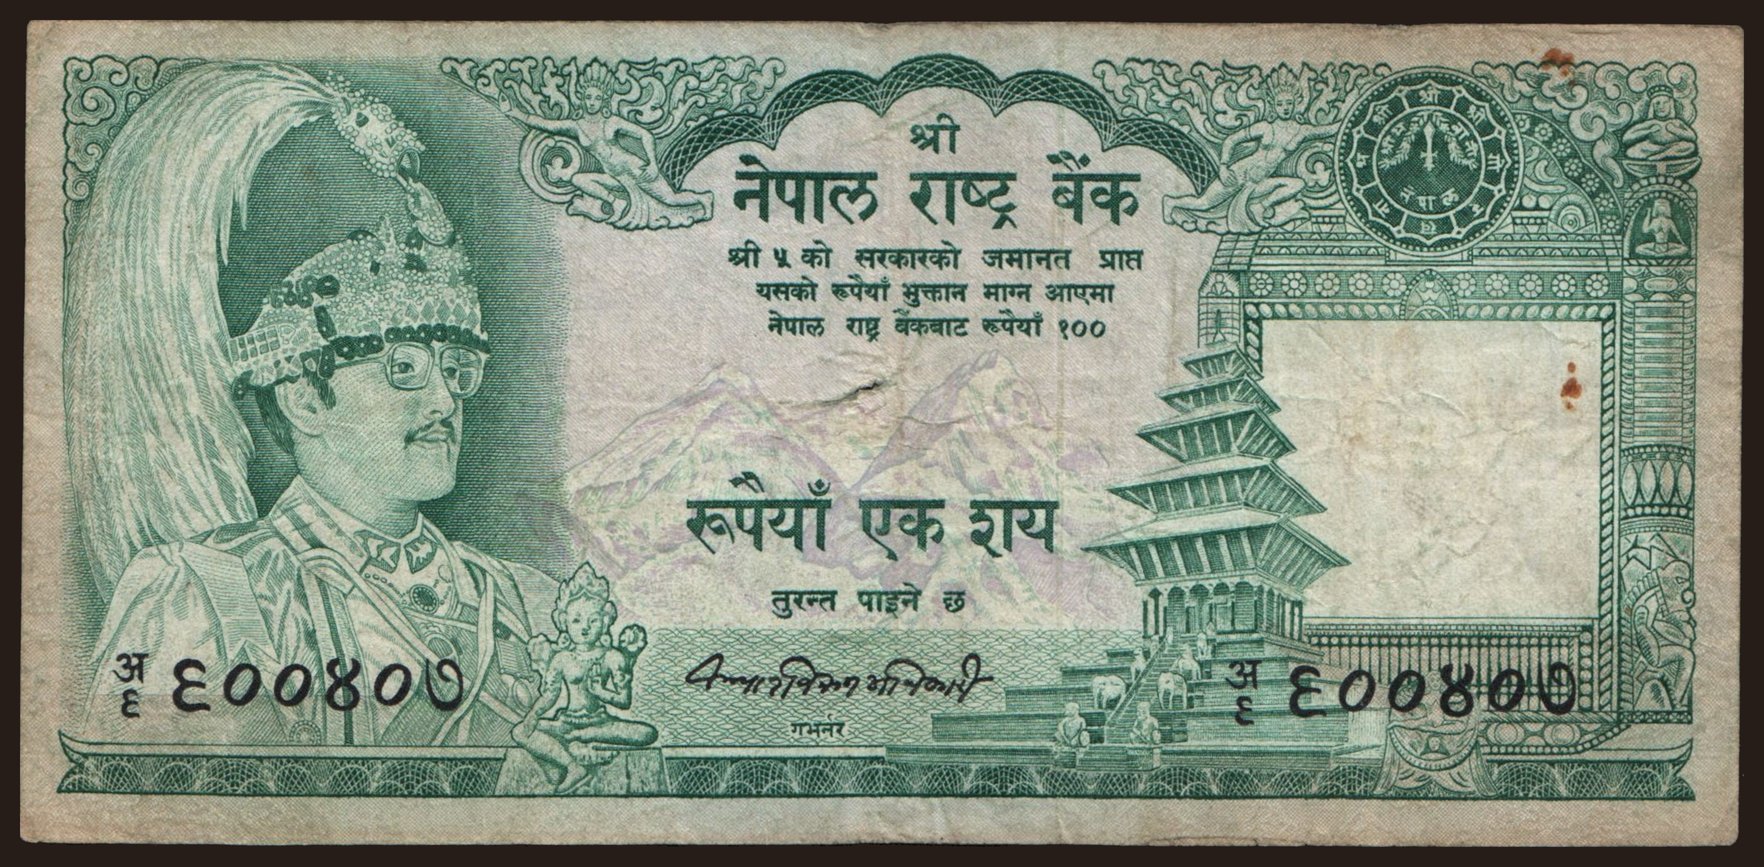 श्री
नेपाल राष्ट्र बैंक
श्री ५ को सरकारको जमानत प्राप्त
यसको रूपैयाँ भुक्तान माग्न आएमा
नेपाल राष्ट्र बैंकबाट रूपैयाँ १००
रूपैयाँ एक शय
तुरन्त पाइने छ
गभर्नर
अ/६ ६००४०७
अ/६ ६००४०७